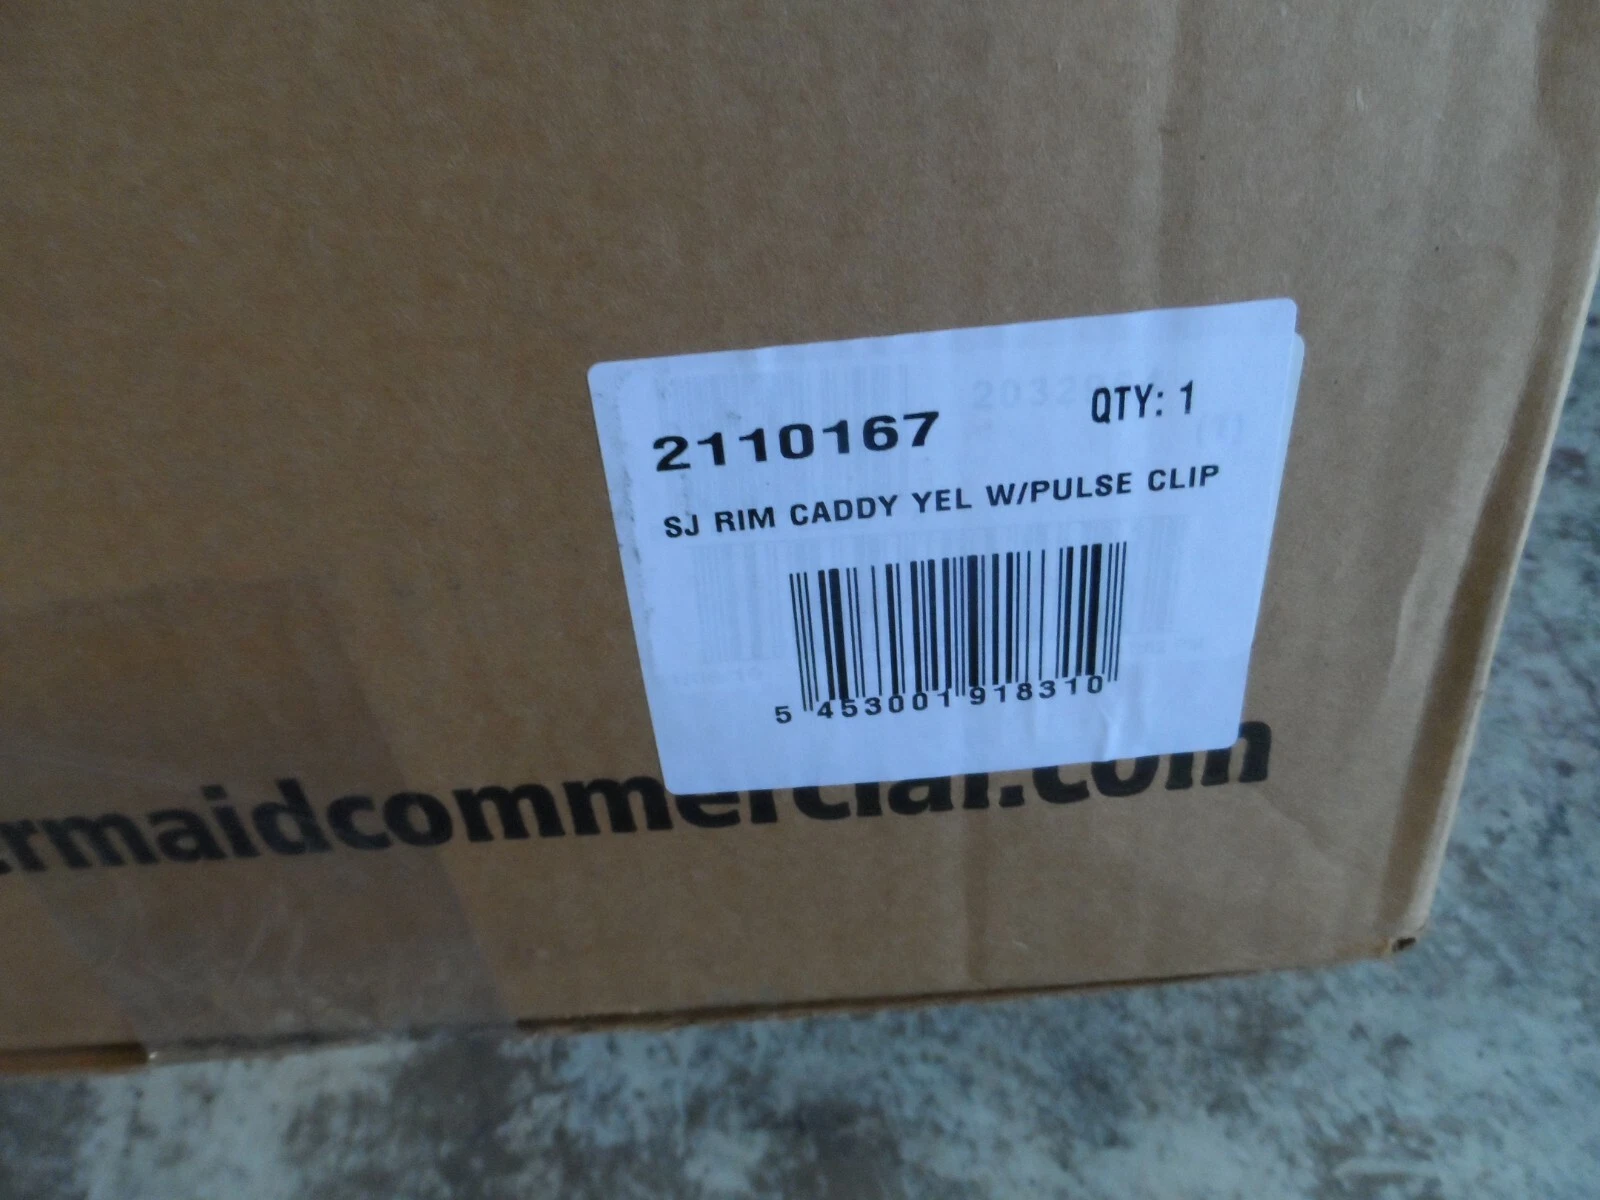 2110167
QTY: 1
SJ RIM CADDY YEL W/PULSE CLIP
5 453001 918310
rmaidcommercial.com